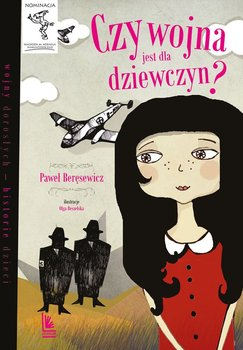 NOMINACJA
Czy wojna
jest dla
dziewczyn?
Paweł Beręsewicz
ilustracje
Olga Reszelska
wojny dorosłych – historie dzieci